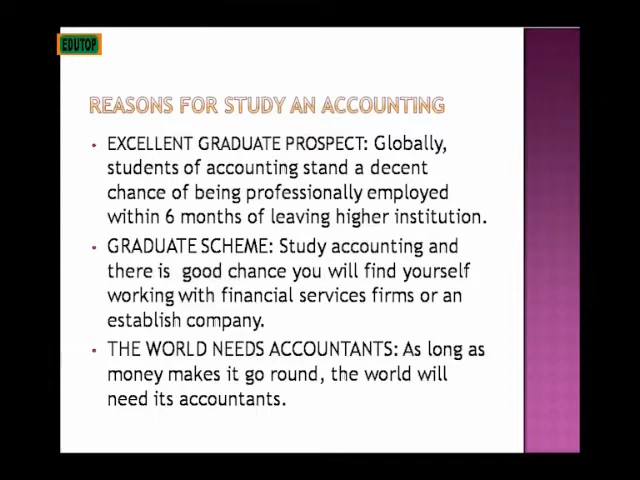 EDUTOP
REASONS FOR STUDY AN ACCOUNTING
• EXCELLENT GRADUATE PROSPECT: Globally,
students of accounting stand a decent
chance of being professionally employed
within 6 months of leaving higher institution.
• GRADUATE SCHEME: Study accounting and
there is good chance you will find yourself
working with financial services firms or an
establish company.
• THE WORLD NEEDS ACCOUNTANTS: As long as
money makes it go round, the world will
need its accountants.